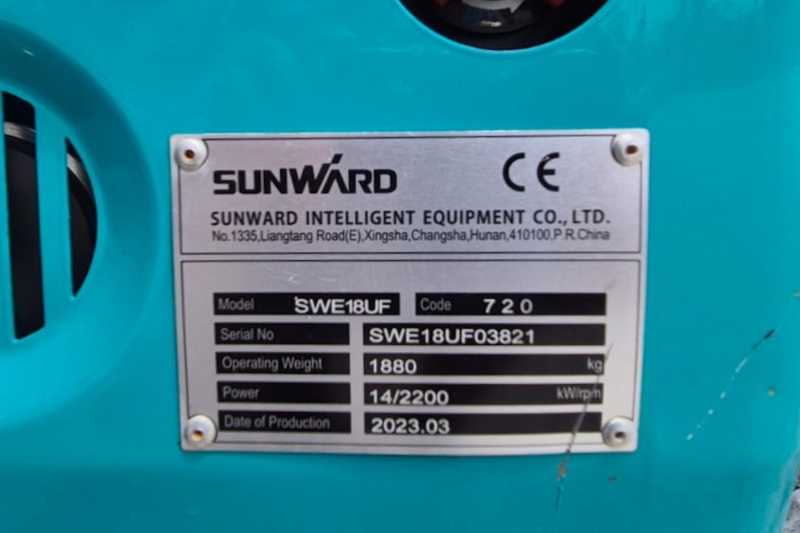 SUNWARD CE
SUNWARD INTELLIGENT EQUIPMENT CO., LTD.
No.1335,Liangtang Road(E),Xingsha,Changsha,Hunan,410100,P.R.China
Model SWE18UF Code 720
Serial No SWE18UF03821
Operating Weight 1880 kg
Power 14/2200 kW/rpm
Date of Production 2023.03